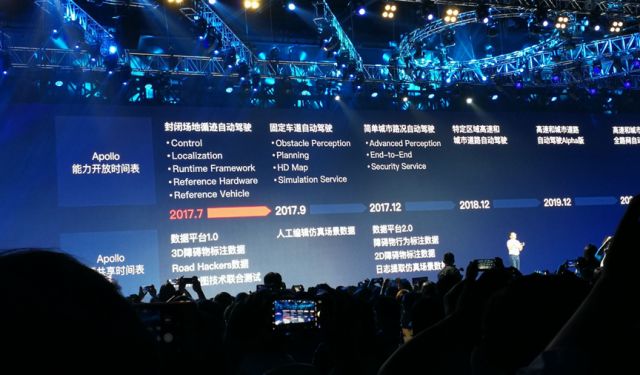 封闭场地循迹自动驾驶
• Control
• Localization
• Runtime Framework
• Reference Hardware
• Reference Vehicle
固定车道自动驾驶
• Obstacle Perception
• Planning
• HD Map
• Simulation Service
简单城市路况自动驾驶
• Advanced Perception
• End-to-End
• Security Service
特定区域高速和
城市道路自动驾驶
高速和城市道路
自动驾驶Alpha版
高速和城市
全路网自动
Apollo
能力开放时间表
2017.7
2017.9
2017.12
2018.12
2019.12
Apollo
共享时间表
数据平台1.0
3D障碍物标注数据
Road Hackers数据
图技术联合测试
人工编辑仿真场景数据
数据平台2.0
障碍物行为标注数据
2D障碍物标注数据
日志提取仿真场景数